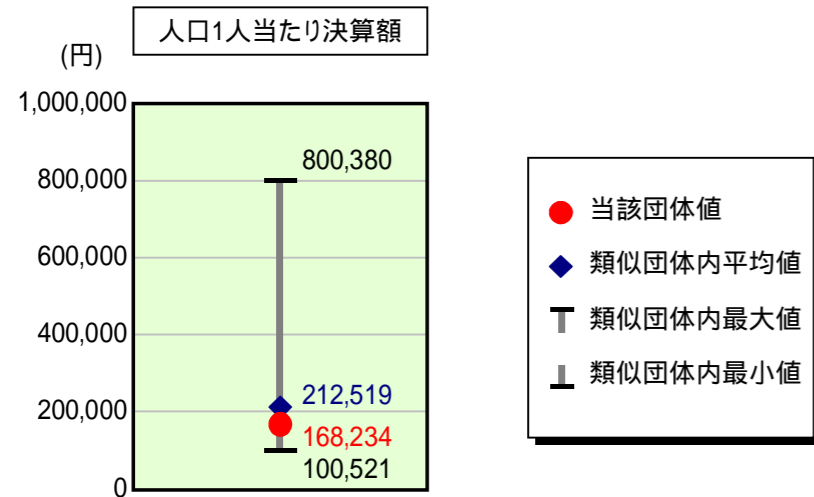 人口1人当たり決算額
(円)
1,000,000
800,000
600,000
400,000
200,000
0
800,380
212,519
168,234
100,521
当該団体値
類似団体内平均値
類似団体内最大値
類似団体内最小値